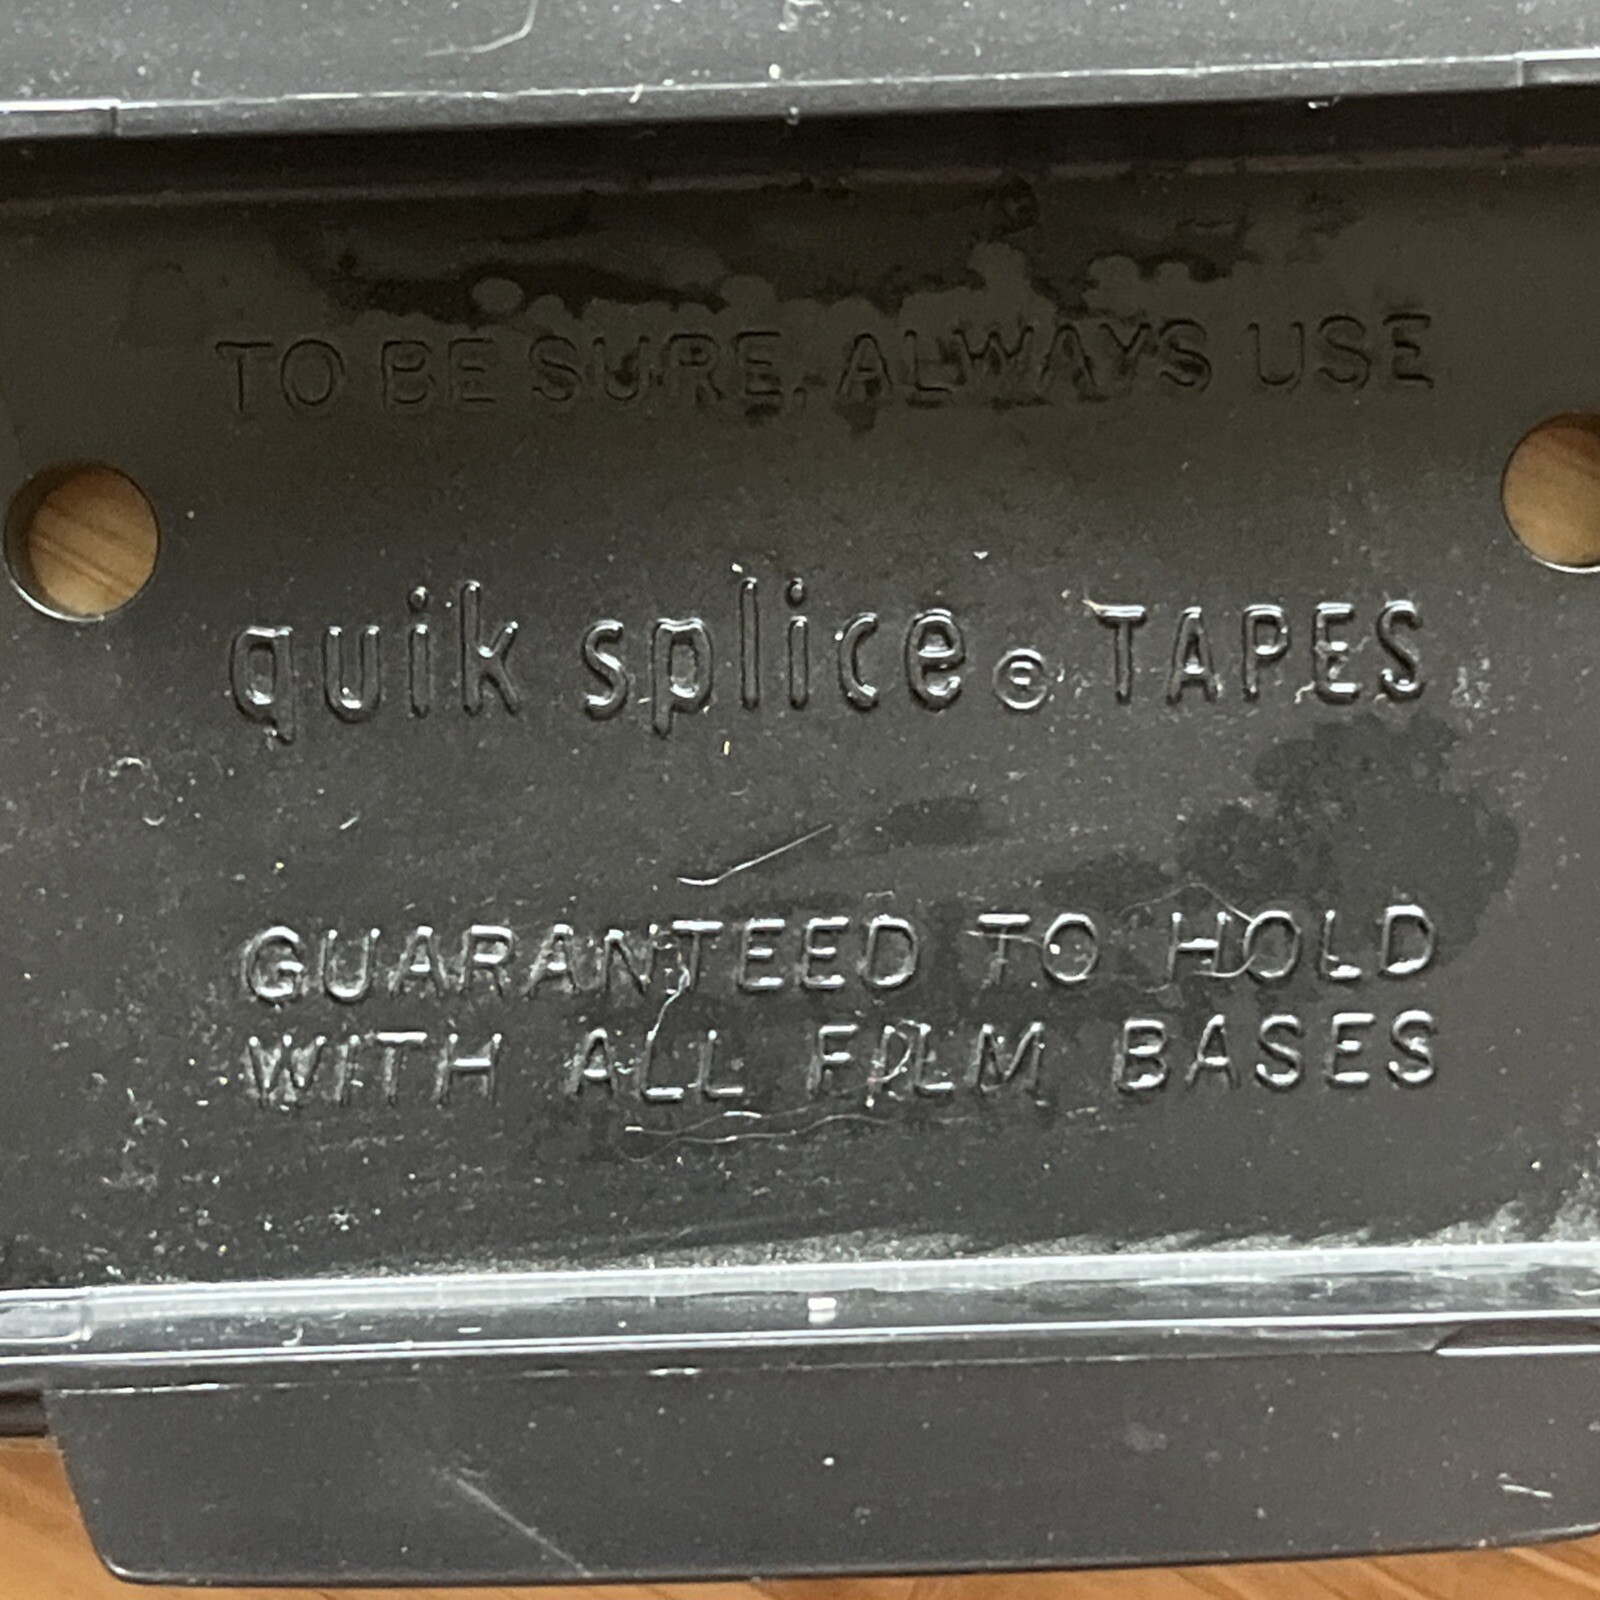 TO BE SURE, ALWAYS USE
quik splice® TAPES
GUARANTEED TO HOLD
WITH ALL FILM BASES